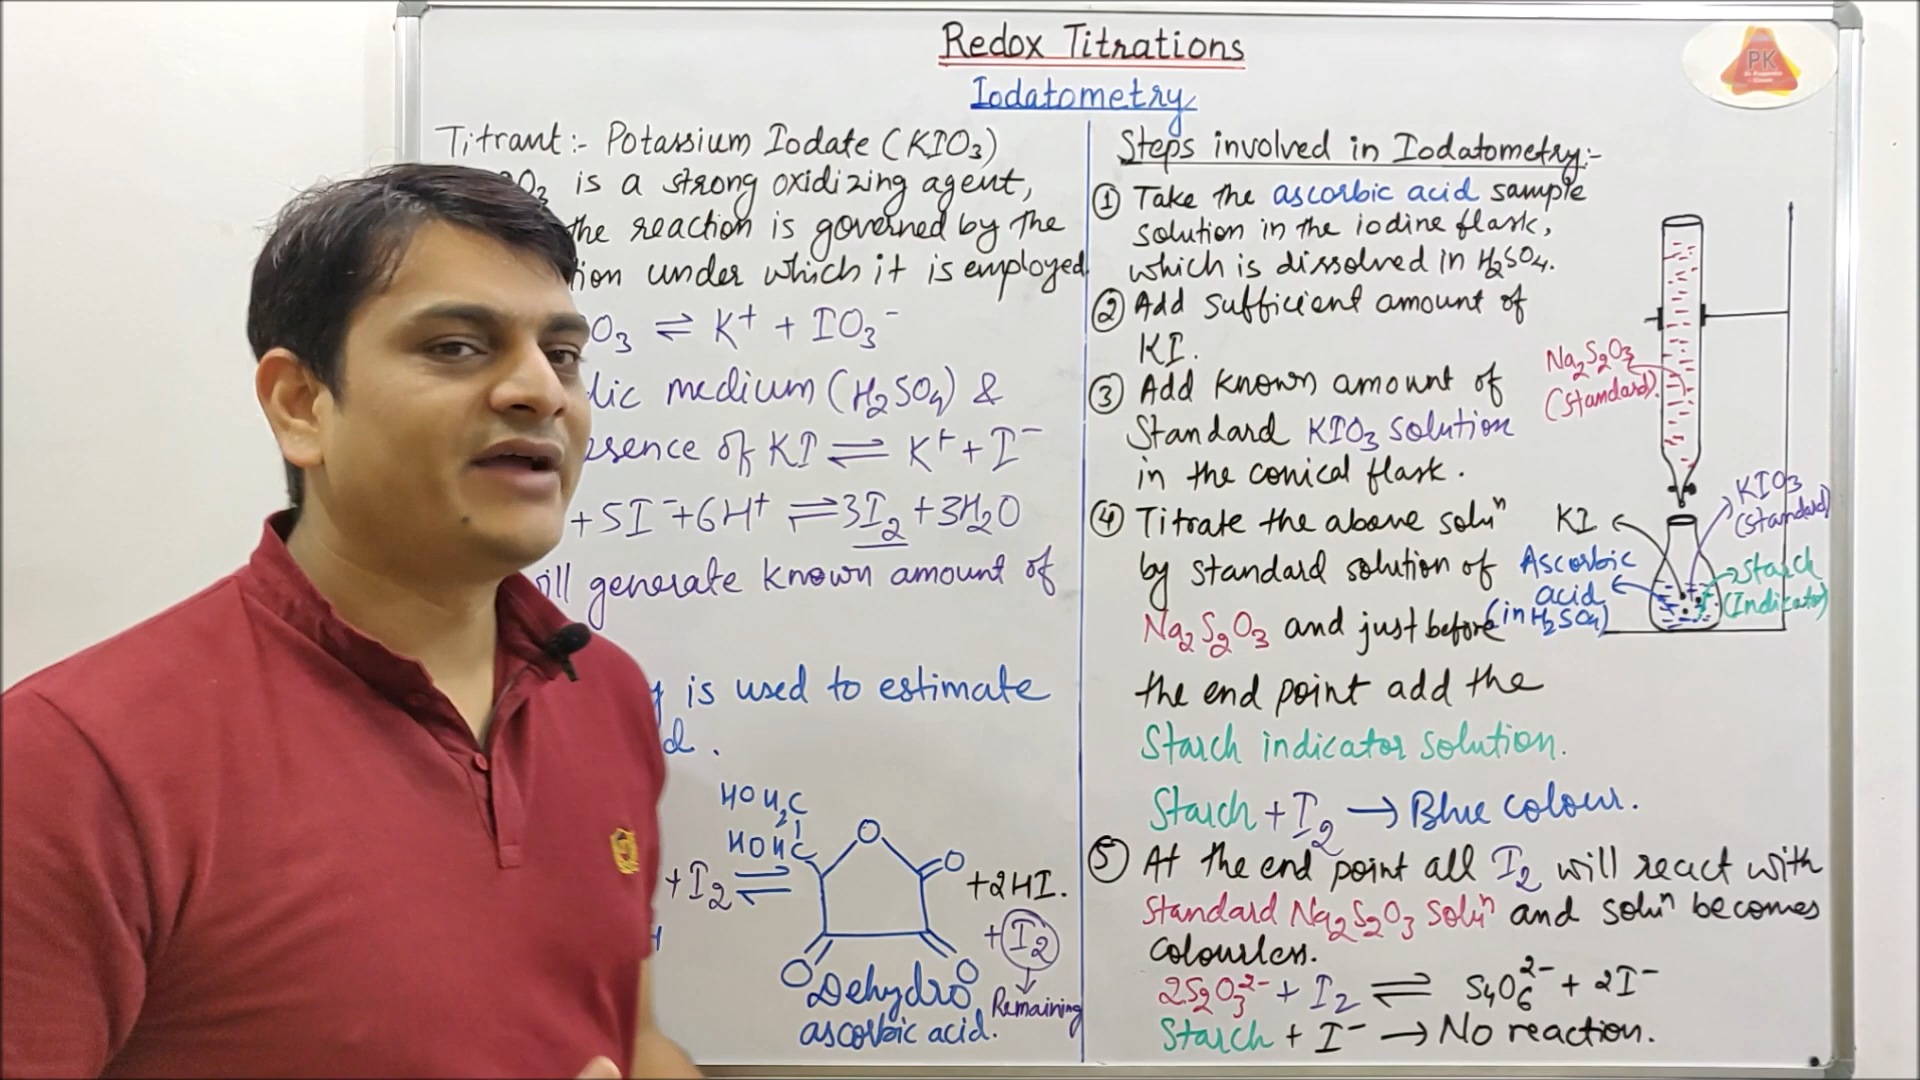 Redox Titrations
Iodatometry
Titrant:- Potassium Iodate (KIO₃)
is a strong oxidizing agent,
the reaction is governed by the
under which it is employed
O₃ ⇌ K⁺ + IO₃⁻
medium (H₂SO₄) &
of KI ⇌ K⁺ + I⁻
+ 5I⁻ + 6H⁺ ⇌ 3I₂ + 3H₂O
generate known amount of
is used to estimate
HOH₂C
HOHC
O
O
+ I₂ ⇌
+ 2HI.
+ I₂
O
O
Remaining
Dehydro
ascorbic acid.
Steps involved in Iodatometry:-
① Take the ascorbic acid sample
solution in the iodine flask,
which is dissolved in H₂SO₄.
② Add sufficient amount of
KI.
③ Add known amount of
Standard KIO₃ solution
in the conical flask.
④ Titrate the above soluⁿ
by standard solution of
Na₂S₂O₃ and just before
the end point add the
Starch indicator solution.
Starch + I₂ → Blue colour.
⑤ At the end point all I₂ will react with
Standard Na₂S₂O₃ soluⁿ and soluⁿ becomes
colourless.
2S₂O₃²⁻ + I₂ ⇌ S₄O₆²⁻ + 2I⁻
Starch + I⁻ → No reaction.
Na₂S₂O₃
(Standard)
KIO₃
(Standard)
KI
Ascorbic
acid
(in H₂SO₄)
Starch
(Indicator)
PK